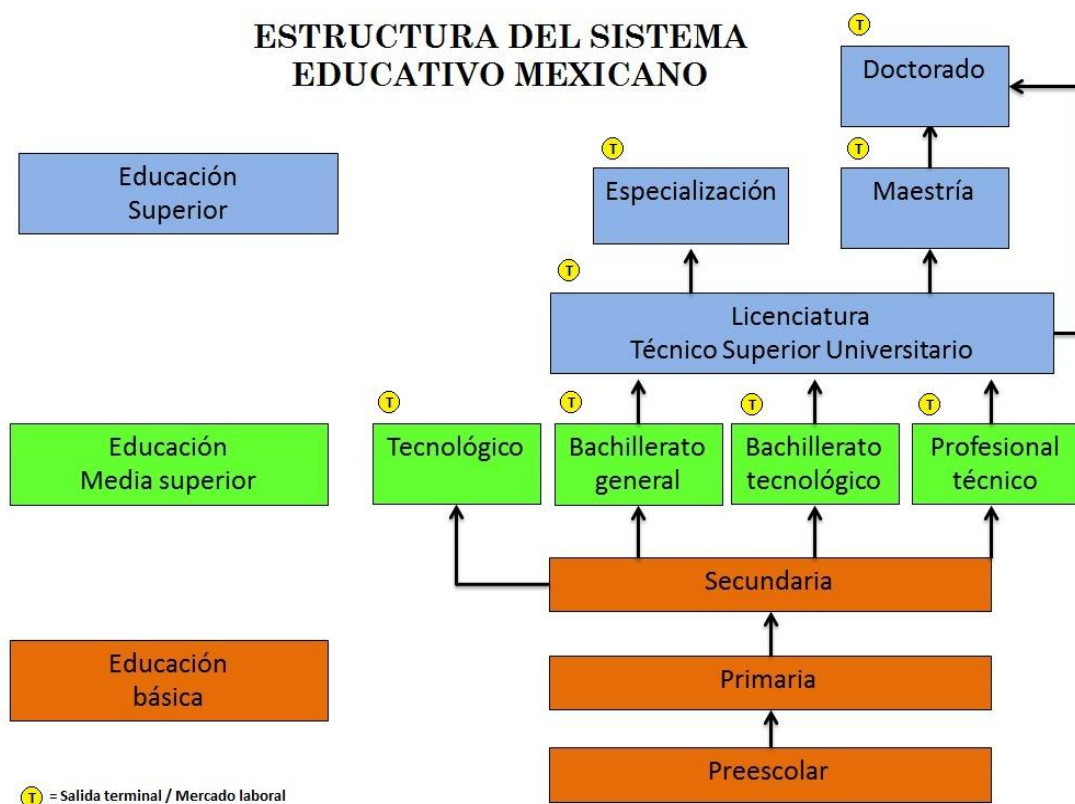 ESTRUCTURA DEL SISTEMA
EDUCATIVO MEXICANO
T
Doctorado
Educación
Superior
T
Especialización
T
Maestría
T
Licenciatura
Técnico Superior Universitario
Educación
Media superior
T
Tecnológico
T
Bachillerato
general
T
Bachillerato
tecnológico
T
Profesional
técnico
Secundaria
Educación
básica
Primaria
Preescolar
T = Salida terminal / Mercado laboral